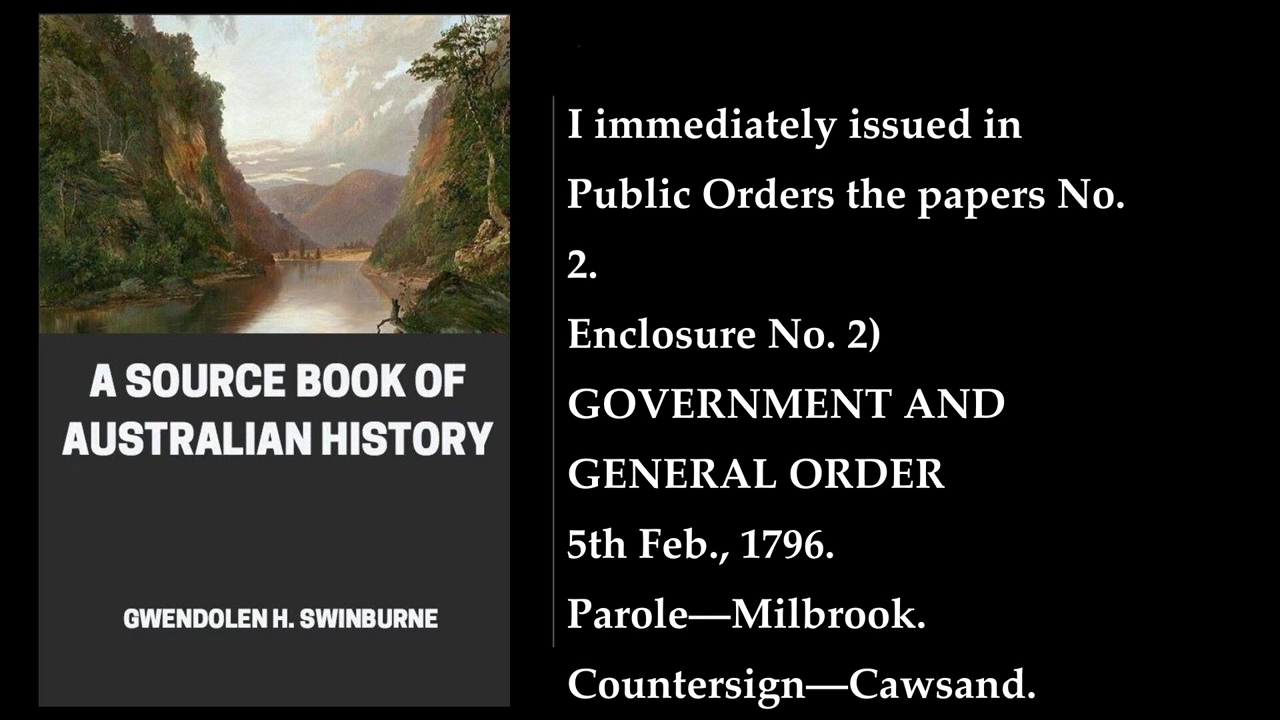 A SOURCE BOOK OF
AUSTRALIAN HISTORY
GWENDOLEN H. SWINBURNE
I immediately issued in
Public Orders the papers No.
2.
Enclosure No. 2)
GOVERNMENT AND
GENERAL ORDER
5th Feb., 1796.
Parole—Milbrook.
Countersign—Cawsand.